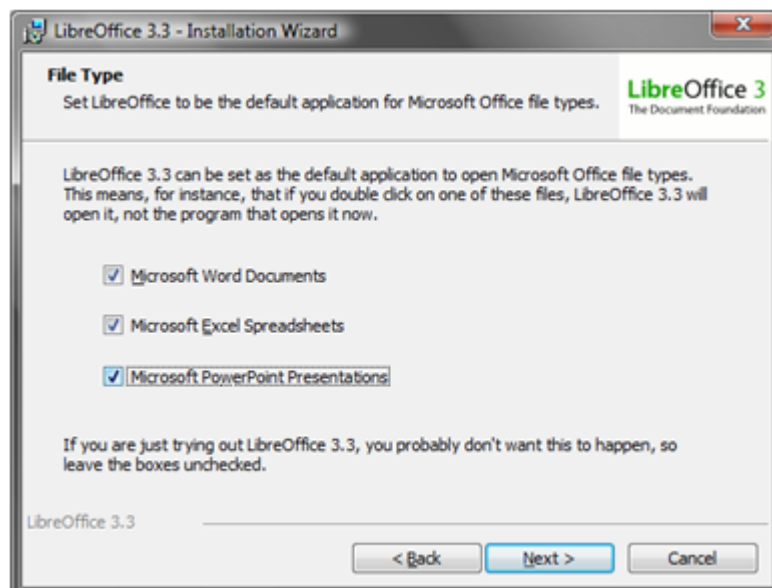 LibreOffice 3.3 - Installation Wizard
File Type
Set LibreOffice to be the default application for Microsoft Office file types.
LibreOffice 3
The Document Foundation
LibreOffice 3.3 can be set as the default application to open Microsoft Office file types.
This means, for instance, that if you double click on one of these files, LibreOffice 3.3 will
open it, not the program that opens it now.
Microsoft Word Documents
Microsoft Excel Spreadsheets
Microsoft PowerPoint Presentations
If you are just trying out LibreOffice 3.3, you probably don't want this to happen, so
leave the boxes unchecked.
LibreOffice 3.3
< Back
Next >
Cancel